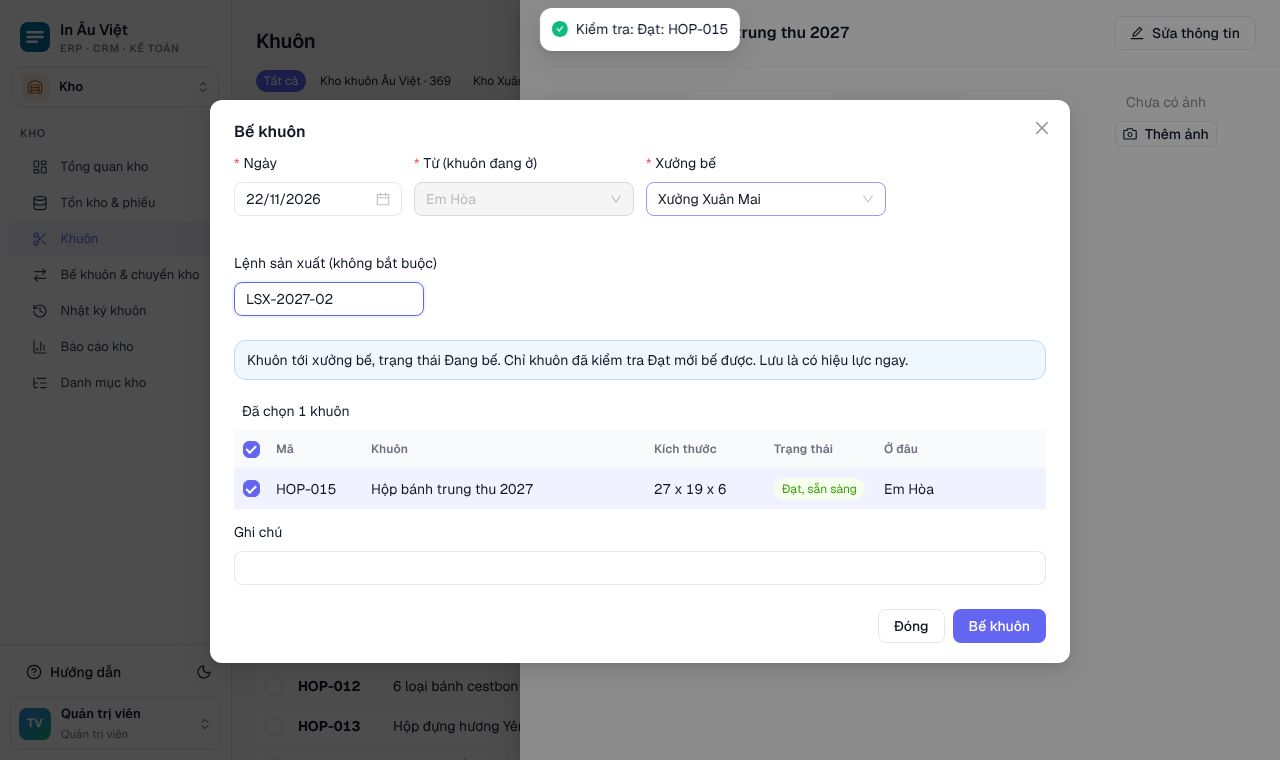 In Âu Việt
ERP · CRM · KẾ TOÁN
Kho
KHO
Tổng quan kho
Tồn kho & phiếu
Khuôn
Bế khuôn & chuyển kho
Nhật ký khuôn
Báo cáo kho
Danh mục kho
Hướng dẫn
TV
Quản trị viên
Quản trị viên
Khuôn
Tất cả
Kho khuôn Âu Việt · 369
Kho Xuân
Kiểm tra: Đạt: HOP-015
trung thu 2027
Sửa thông tin
Chưa có ảnh
Thêm ảnh
Bế khuôn
* Ngày
* Từ (khuôn đang ở)
* Xưởng bế
22/11/2026
Em Hòa
Xưởng Xuân Mai
Lệnh sản xuất (không bắt buộc)
LSX-2027-02
Khuôn tới xưởng bế, trạng thái Đang bế. Chỉ khuôn đã kiểm tra Đạt mới bế được. Lưu là có hiệu lực ngay.
Đã chọn 1 khuôn
Mã Khuôn Kích thước Trạng thái Ở đâu
HOP-015 Hộp bánh trung thu 2027 27 x 19 x 6 Đạt, sẵn sàng Em Hòa
Ghi chú
Đóng
Bế khuôn
HOP-012 6 loại bánh cestbon
HOP-013 Hộp đựng hương Yên